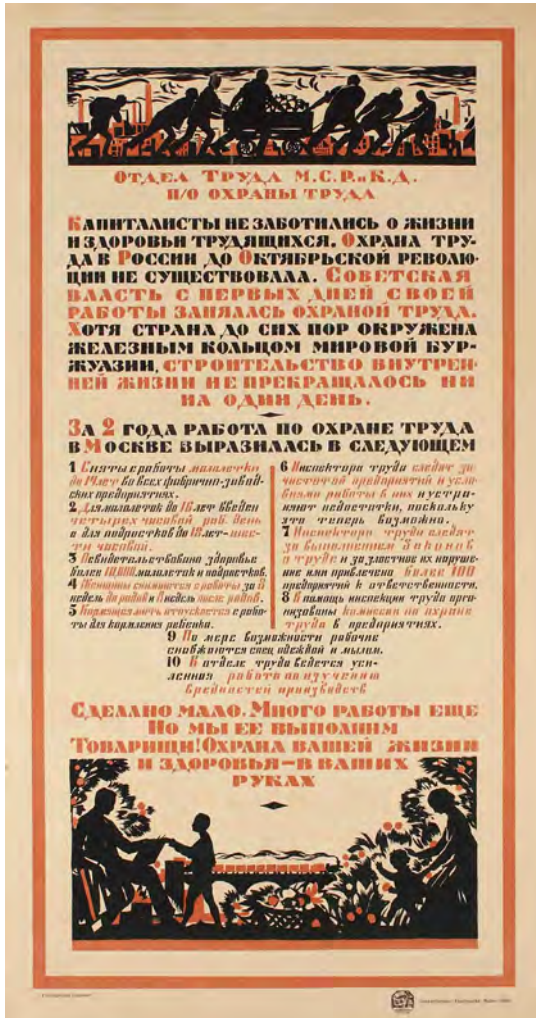 ОТДЕЛ ТРУДА М.С.Р. и К.Д.
П/О ОХРАНЫ ТРУДА
КАПИТАЛИСТЫ НЕ ЗАБОТИЛИСЬ О ЖИЗНИ
И ЗДОРОВЬИ ТРУДЯЩИХСЯ. ОХРАНА ТРУ-
ДА В РОССИИ ДО ОКТЯБРЬСКОЙ РЕВОЛЮ-
ЦИИ НЕ СУЩЕСТВОВАЛА. СОВЕТСКАЯ
ВЛАСТЬ С ПЕРВЫХ ДНЕЙ СВОЕЙ
РАБОТЫ ЗАНЯЛАСЬ ОХРАНОЙ ТРУДА.
ХОТЯ СТРАНА ДО СИХ ПОР ОКРУЖЕНА
ЖЕЛЕЗНЫМ КОЛЬЦОМ МИРОВОЙ БУР-
ЖУАЗИИ, СТРОИТЕЛЬСТВО ВНУТРЕН-
НЕЙ ЖИЗНИ НЕ ПРЕКРАЩАЛОСЬ НИ
НА ОДИН ДЕНЬ.
ЗА 2 ГОДА РАБОТА ПО ОХРАНЕ ТРУДА
В МОСКВЕ ВЫРАЗИЛАСЬ В СЛЕДУЮЩЕМ
1 Сняты с работы малолетки
до 14 лет во всех фабрично-завод-
ских предприятиях.
2 Для малолеток до 16 лет введен
четырех часовой раб. день
а для подростков до 18 лет-шес-
ти часовой.
3 Освидетельствовано здоровье
более 10,000 малолеток и подростков.
4 Женщины снимаются с работы за 8
недель до родов и 8 недель после родов.
5 Кормящая мать отпускается с рабо-
ты для кормления ребенка.
6 Инспектора труда следят за
чистотой предприятий и усло-
виями работы в них и устра-
няют недостатки, поскольку
это теперь возможно.
7 Инспектора труда следят
за выполнением Законов
о труде и за злостное их наруше-
ние ими привлечено более 100
предприятий к ответственности.
8 В помощь инспекции труда орга-
низованы комиссии по охране
труда в предприятиях.
9 По мере возможности рабочие
снабжаются спец одеждой и мылом.
10 В отделе труда ведется уси-
ленная работа по изучению
вредностей производств
СДЕЛАНО МАЛО. МНОГО РАБОТЫ ЕЩЕ
НО МЫ ЕЕ ВЫПОЛНИМ
ТОВАРИЩИ! ОХРАНА ВАШЕЙ ЖИЗНИ
И ЗДОРОВЬЯ—В ВАШИХ
РУКАХ